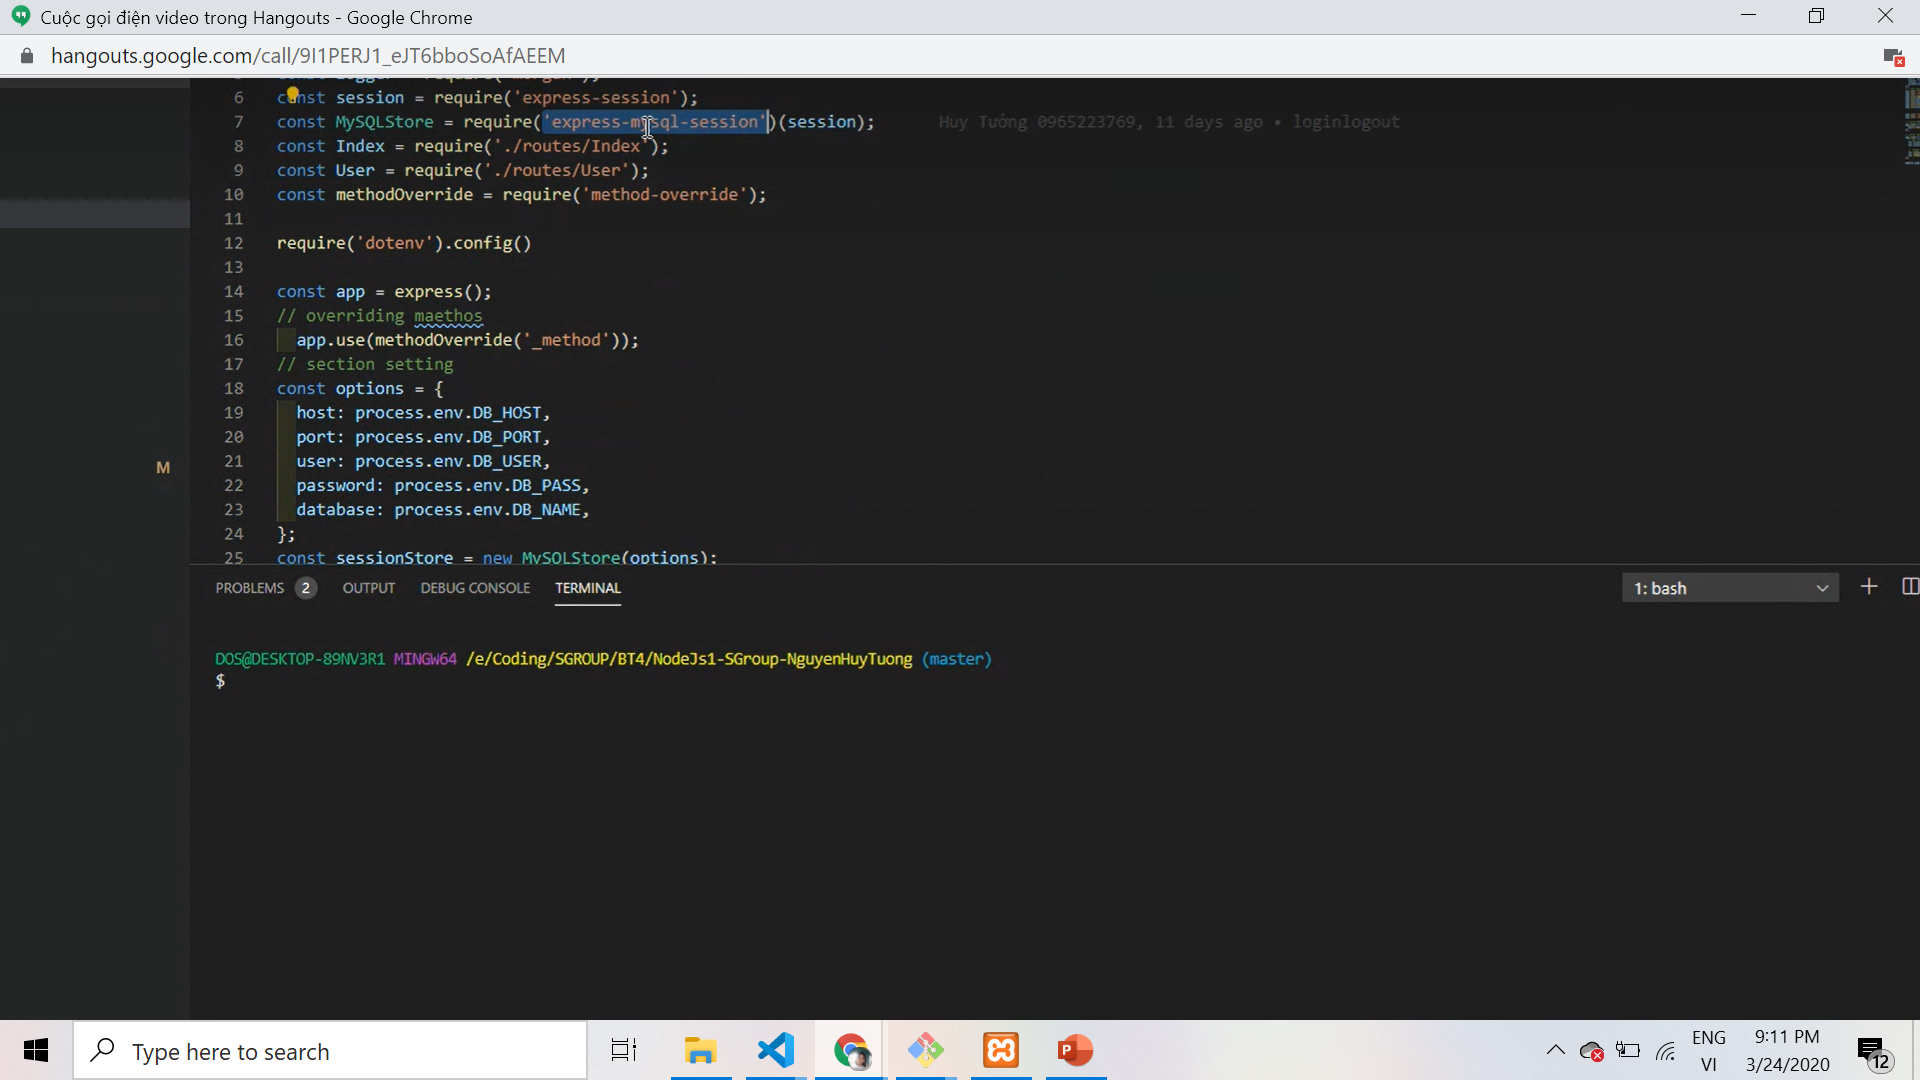 Cuộc gọi điện video trong Hangouts - Google Chrome
hangouts.google.com/call/9I1PERJ1_eJT6bboSoAfAEEM
6 const session = require('express-session');
7 const MySQLStore = require('express-mysql-session')(session); Huy Tưởng 0965223769, 11 days ago • loginlogout
8 const Index = require('./routes/Index');
9 const User = require('./routes/User');
10 const methodOverride = require('method-override');
11
12 require('dotenv').config()
13
14 const app = express();
15 // overriding maethos
16 app.use(methodOverride('_method'));
17 // section setting
18 const options = {
19 host: process.env.DB_HOST,
20 port: process.env.DB_PORT,
21 user: process.env.DB_USER,
M
22 password: process.env.DB_PASS,
23 database: process.env.DB_NAME,
24 };
25 const sessionStore = new MySQLStore(options);
PROBLEMS 2 OUTPUT DEBUG CONSOLE TERMINAL 1: bash
DOS@DESKTOP-89NV3R1 MINGW64 /e/Coding/SGROUP/BT4/NodeJs1-SGroup-NguyenHuyTuong (master)
$
Type here to search
ENG
VI
9:11 PM
3/24/2020
12